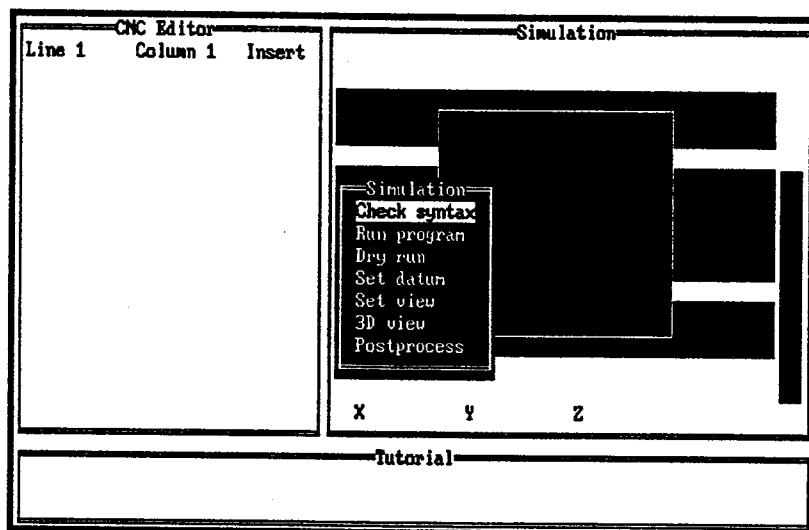 CNC Editor
Line 1 Column 1 Insert
Simulation
Simulation
Check syntax
Run program
Dry run
Set datum
Set view
3D view
Postprocess
X Y Z
Tutorial